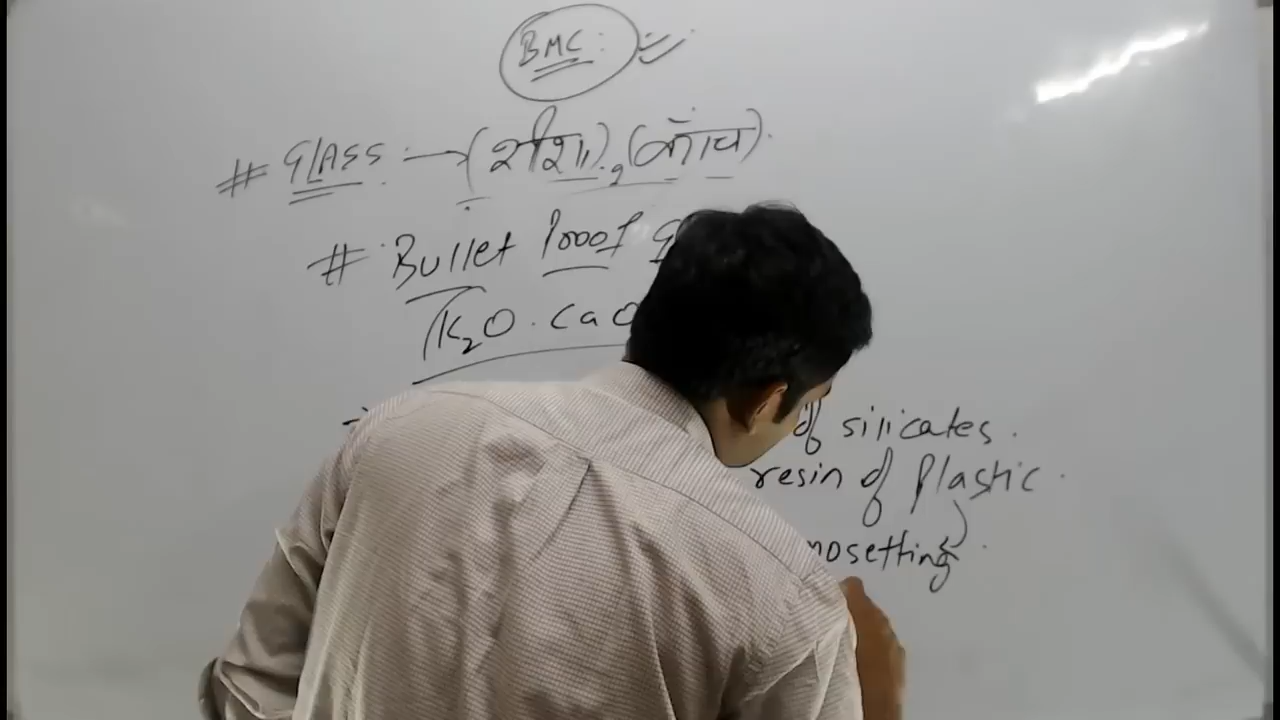 BMC:
# GLASS :→ (शीशा), (काँच).
# Bullet Proof
K₂O . CaO
of silicates.
resin of Plastic.
mosetting.